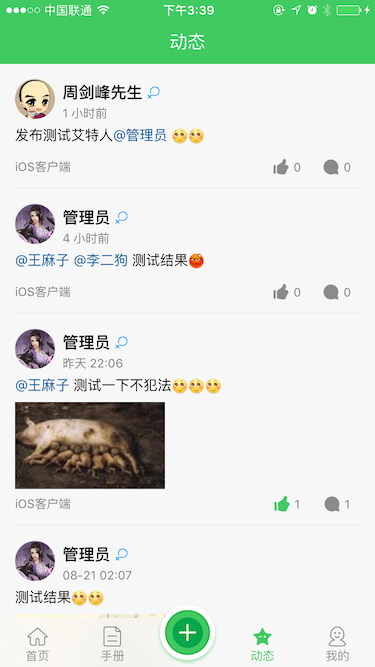 中国联通 下午3:39
动态
周剑峰先生
1 小时前
发布测试艾特人@管理员
iOS客户端 0 0
管理员
4 小时前
@王麻子 @李二狗 测试结果
iOS客户端 0 0
管理员
昨天 22:06
@王麻子 测试一下不犯法
iOS客户端 1 1
管理员
08-21 02:07
测试结果
首页 手册 动态 我的